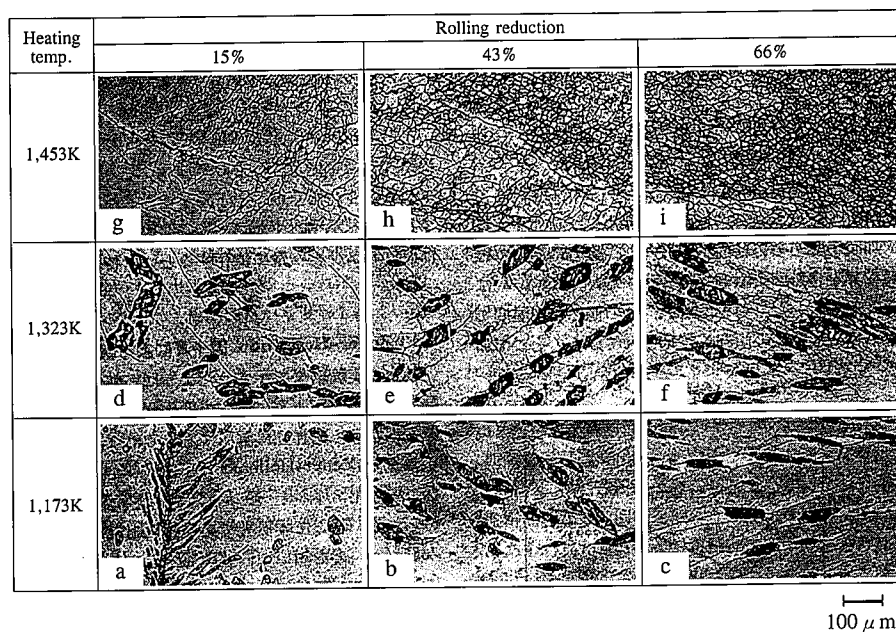 Heating temp.
Rolling reduction
15% 43% 66%
1,453K
g h i
1,323K
d e f
1,173K
a b c
100 μm